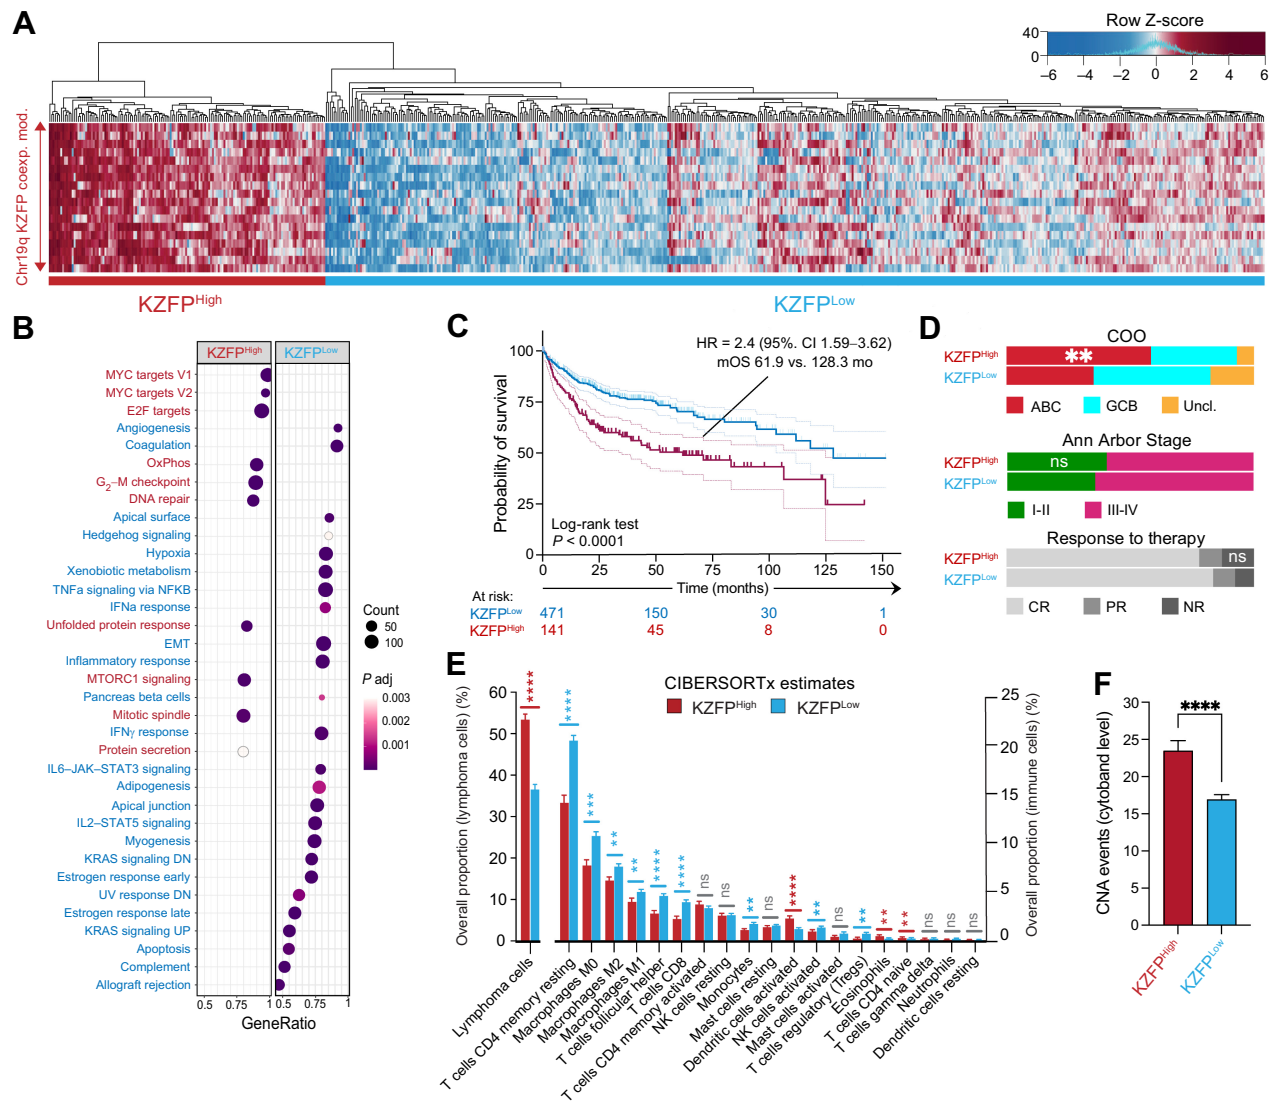 A
Row Z-score
40
0
–6 –4 –2 0 2 4 6
Chr19q KZFP coexp. mod.
KZFPHigh
KZFPLow
B
KZFPHigh KZFPLow
MYC targets V1
MYC targets V2
E2F targets
Angiogenesis
Coagulation
OxPhos
G2–M checkpoint
DNA repair
Apical surface
Hedgehog signaling
Hypoxia
Xenobiotic metabolism
TNFa signaling via NFKB
IFNa response
Unfolded protein response
EMT
Inflammatory response
MTORC1 signaling
Pancreas beta cells
Mitotic spindle
IFNγ response
Protein secretion
IL6–JAK–STAT3 signaling
Adipogenesis
Apical junction
IL2–STAT5 signaling
Myogenesis
KRAS signaling DN
Estrogen response early
UV response DN
Estrogen response late
KRAS signaling UP
Apoptosis
Complement
Allograft rejection
0.5 0.75 1 0.5 0.75 1
GeneRatio
Count
50
100
P adj
0.003
0.002
0.001
C
Probability of survival
100
75
50
25
0
HR = 2.4 (95%. CI 1.59–3.62)
mOS 61.9 vs. 128.3 mo
Log-rank test
P < 0.0001
0 25 50 75 100 125 150
Time (months)
At risk:
KZFPLow 471 150 30 1
KZFPHigh 141 45 8 0
D
COO
KZFPHigh **
KZFPLow
ABC GCB Uncl.
Ann Arbor Stage
KZFPHigh ns
KZFPLow
I-II III-IV
Response to therapy
KZFPHigh ns
KZFPLow
CR PR NR
E
CIBERSORTx estimates
KZFPHigh KZFPLow
Overall proportion (lymphoma cells) (%)
60
50
40
30
20
10
0
**** **** *** ** ** **** **** ns ns ** ns **** ** ns ** ** ** ns ns ns
25
20
15
10
5
0
Overall proportion (immune cells) (%)
Lymphoma cells
T cells CD4 memory resting
Macrophages M0
Macrophages M2
Macrophages M1
T cells follicular helper
T cells CD8
T cells CD4 memory activated
NK cells resting
Monocytes
Mast cells resting
Dendritic cells activated
NK cells activated
Mast cells activated
T cells regulatory (Tregs)
Eosinophils
T cells CD4 naive
T cells gamma delta
Neutrophils
Dendritic cells resting
F
CNA events (cytoband level)
30
25
20
15
10
5
0
****
KZFPHigh
KZFPLow